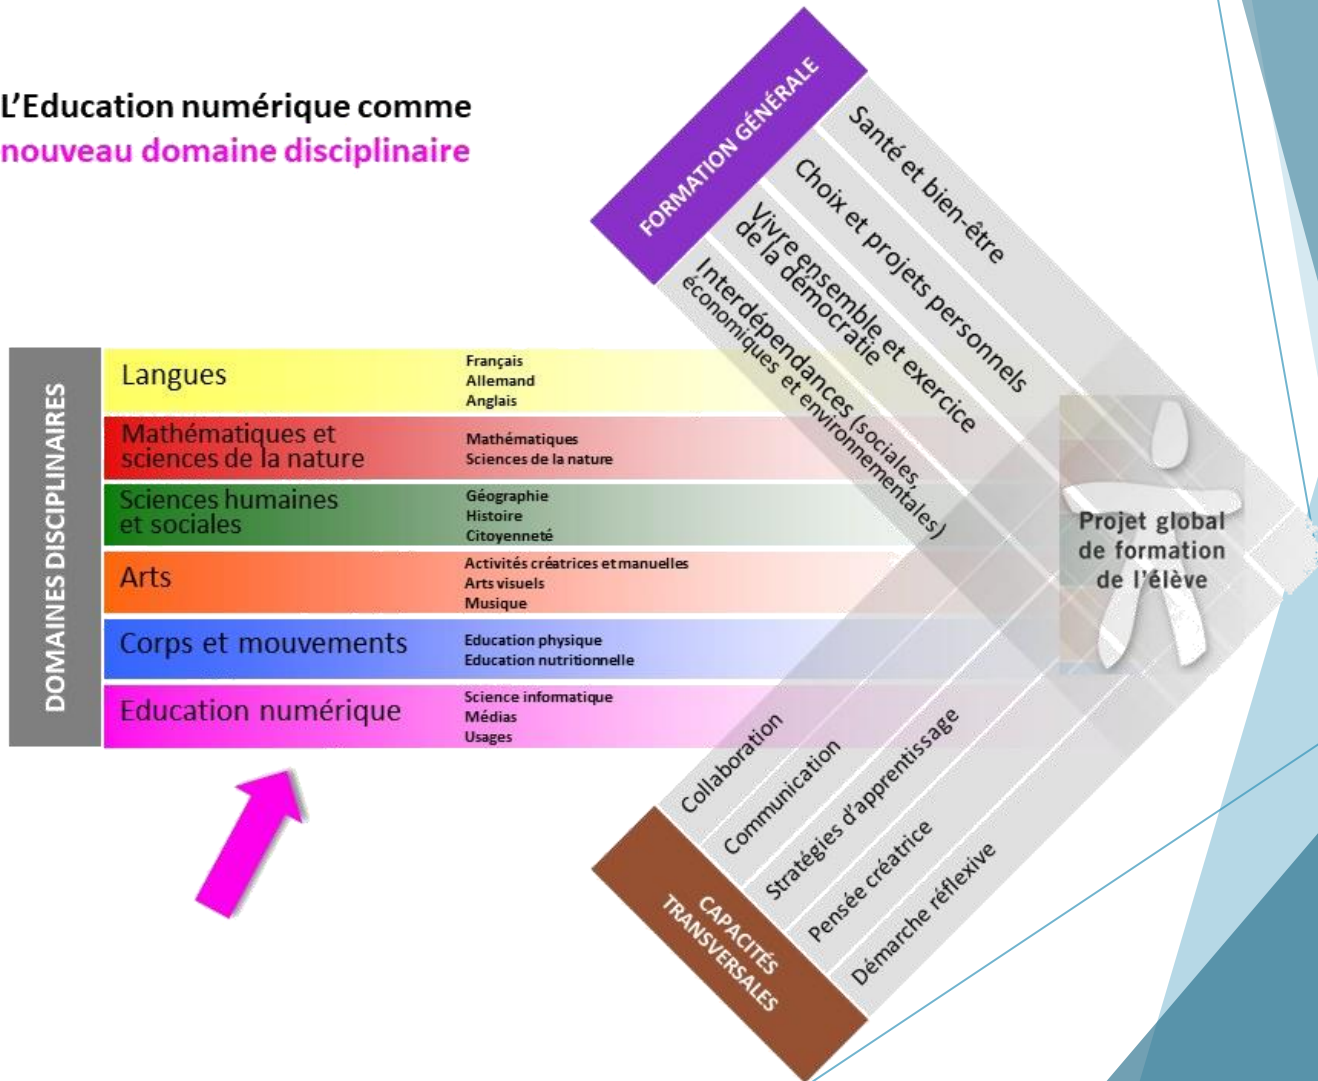 L'Education numérique comme
nouveau domaine disciplinaire
FORMATION GÉNÉRALE
Santé et bien-être
Choix et projets personnels
Vivre ensemble et exercice
de la démocratie
Interdépendances (sociales,
économiques et environnementales)
DOMAINES DISCIPLINAIRES
Langues
Français
Allemand
Anglais
Mathématiques et
sciences de la nature
Mathématiques
Sciences de la nature
Sciences humaines
et sociales
Géographie
Histoire
Citoyenneté
Arts
Activités créatrices et manuelles
Arts visuels
Musique
Corps et mouvements
Education physique
Education nutritionnelle
Education numérique
Science informatique
Médias
Usages
Projet global
de formation
de l'élève
CAPACITÉS
TRANSVERSALES
Collaboration
Communication
Stratégies d'apprentissage
Pensée créatrice
Démarche réflexive